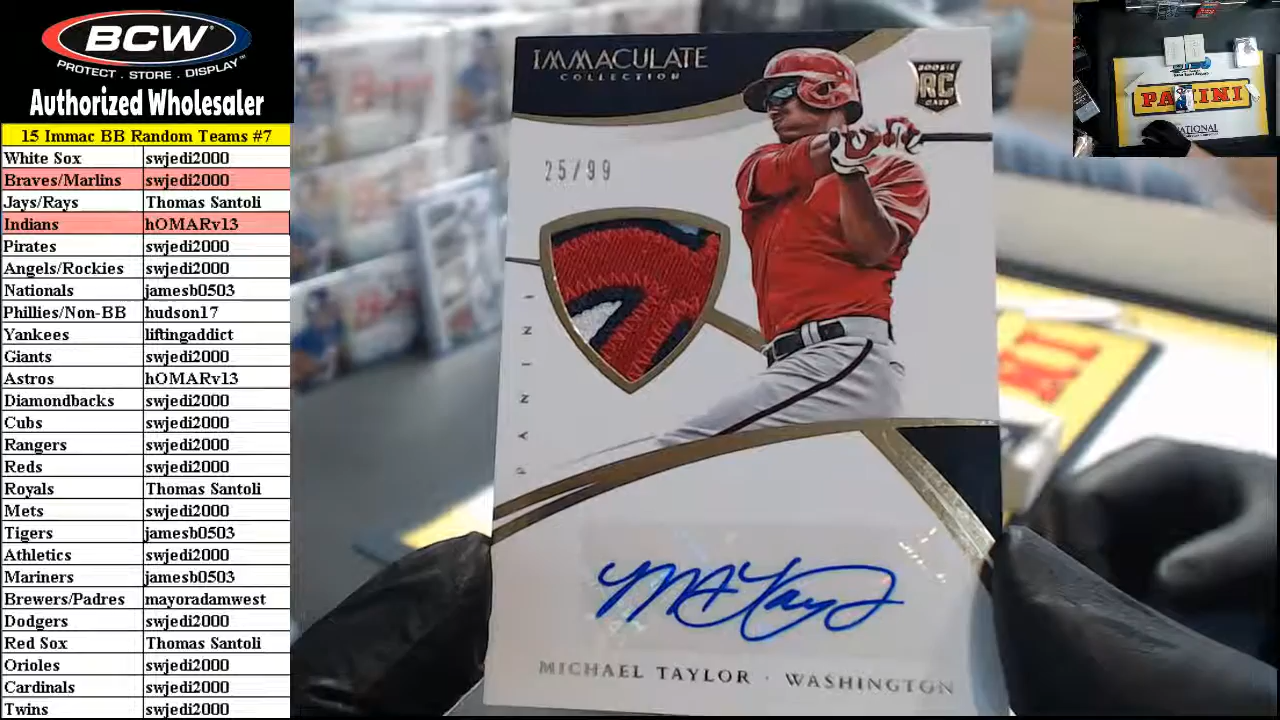 BCW
PROTECT . STORE . DISPLAY™
Authorized Wholesaler
15 Immac BB Random Teams #7
White Sox swjedi2000
Braves/Marlins swjedi2000
Jays/Rays Thomas Santoli
Indians hOMARv13
Pirates swjedi2000
Angels/Rockies swjedi2000
Nationals jamesb0503
Phillies/Non-BB hudson17
Yankees liftingaddict
Giants swjedi2000
Astros hOMARv13
Diamondbacks swjedi2000
Cubs swjedi2000
Rangers swjedi2000
Reds swjedi2000
Royals Thomas Santoli
Mets swjedi2000
Tigers jamesb0503
Athletics swjedi2000
Mariners jamesb0503
Brewers/Padres mayoradamwest
Dodgers swjedi2000
Red Sox Thomas Santoli
Orioles swjedi2000
Cardinals swjedi2000
Twins swjedi2000
IMMACULATE
COLLECTION
ROOKIE
RC
CARD
25/99
PANINI
MICHAEL TAYLOR · WASHINGTON
PANINI
NATIONAL